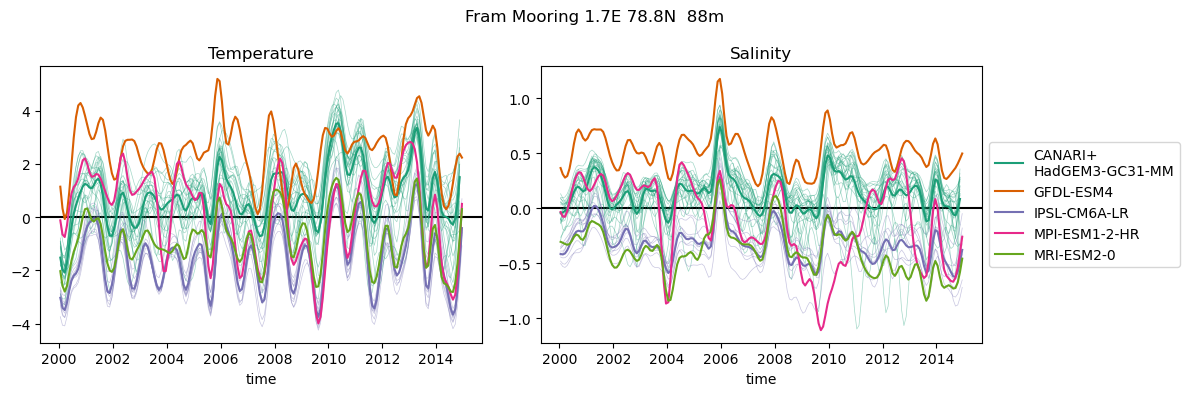 Fram Mooring 1.7E 78.8N  88m
Temperature
4
2
0
−2
−4
2000 2002 2004 2006 2008 2010 2012 2014
time
Salinity
1.0
0.5
0.0
−0.5
−1.0
2000 2002 2004 2006 2008 2010 2012 2014
time
CANARI+
HadGEM3-GC31-MM
GFDL-ESM4
IPSL-CM6A-LR
MPI-ESM1-2-HR
MRI-ESM2-0